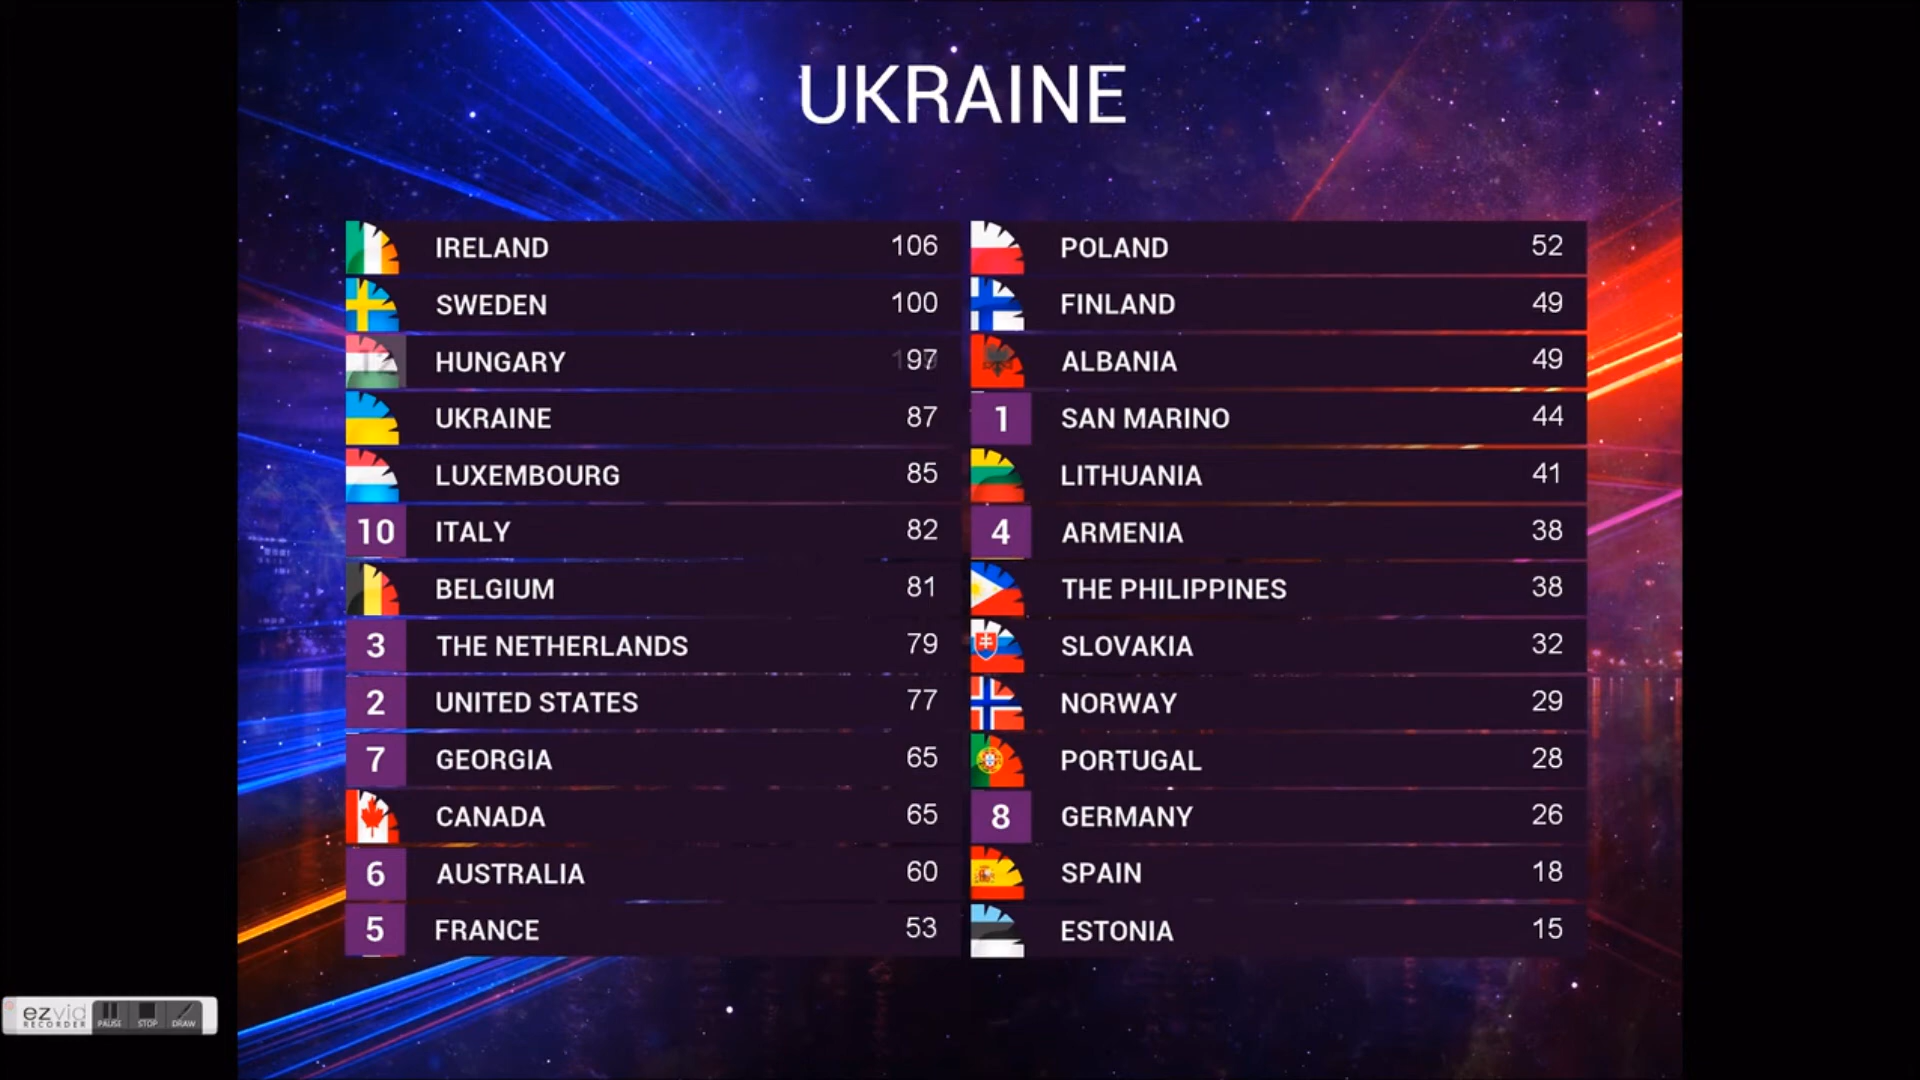 UKRAINE
IRELAND 106
SWEDEN 100
HUNGARY
UKRAINE 87
LUXEMBOURG 85
10 ITALY 82
BELGIUM 81
3 THE NETHERLANDS 79
2 UNITED STATES 77
7 GEORGIA 65
CANADA 65
6 AUSTRALIA 60
5 FRANCE 53
POLAND 52
FINLAND 49
ALBANIA 49
1 SAN MARINO 44
LITHUANIA 41
4 ARMENIA 38
THE PHILIPPINES 38
SLOVAKIA 32
NORWAY 29
PORTUGAL 28
8 GERMANY 26
SPAIN 18
ESTONIA 15
ezvid
RECORDER
PAUSE STOP DRAW